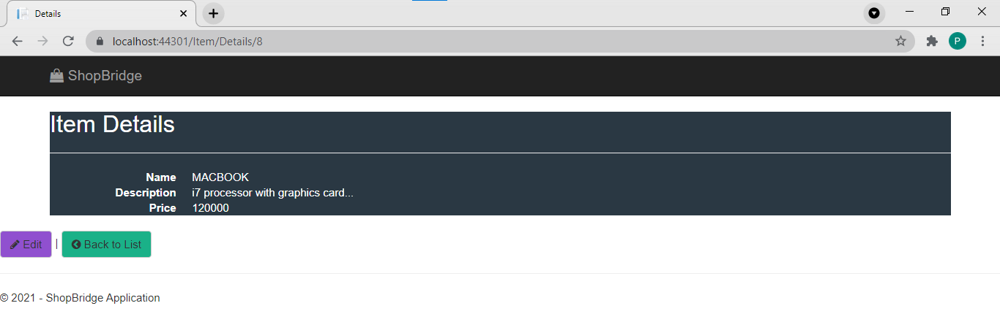 Details
localhost:44301/Item/Details/8
P
ShopBridge
Item Details
Name MACBOOK
Description i7 processor with graphics card...
Price 120000
Edit | Back to List
© 2021 - ShopBridge Application